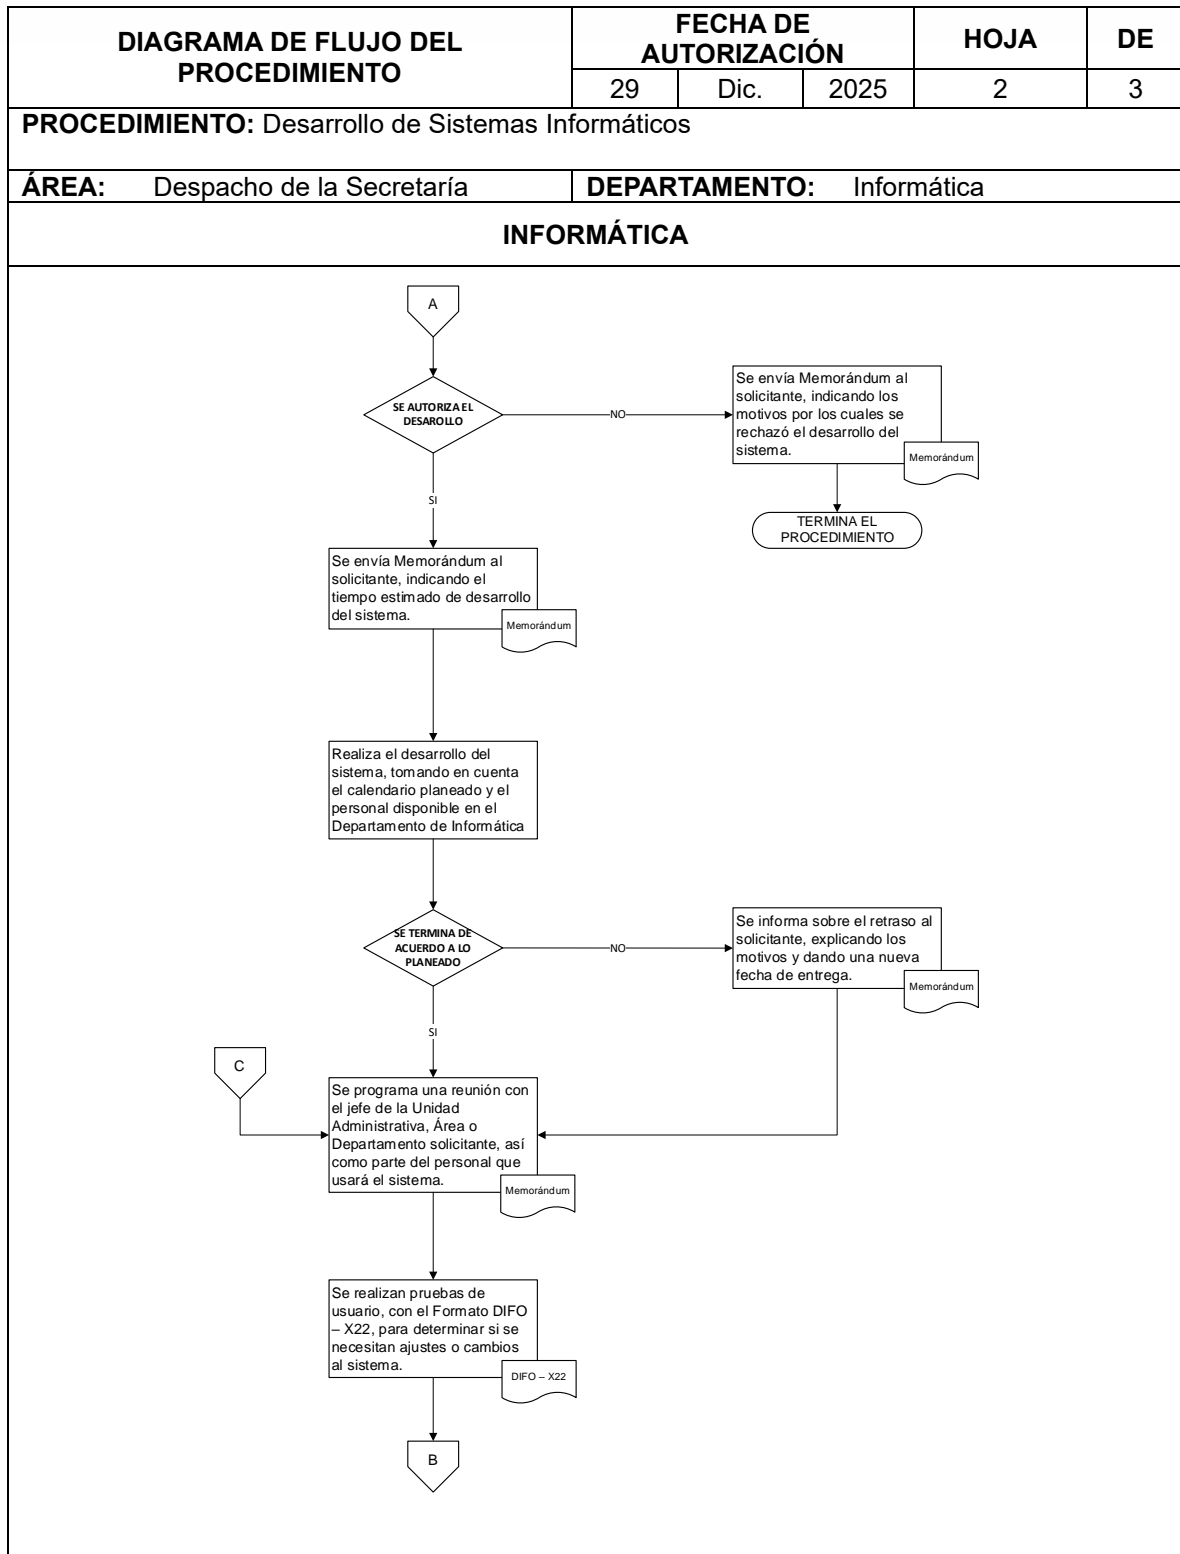 DIAGRAMA DE FLUJO DEL
PROCEDIMIENTO
FECHA DE
AUTORIZACIÓN
HOJA
DE
29
Dic.
2025
2
3
PROCEDIMIENTO: Desarrollo de Sistemas Informáticos
ÁREA: Despacho de la Secretaría
DEPARTAMENTO: Informática
INFORMÁTICA
A
SE AUTORIZA EL
DESAROLLO
NO
Se envía Memorándum al
solicitante, indicando los
motivos por los cuales se
rechazó el desarrollo del
sistema.
Memorándum
TERMINA EL
PROCEDIMIENTO
SI
Se envía Memorándum al
solicitante, indicando el
tiempo estimado de desarrollo
del sistema.
Memorándum
Realiza el desarrollo del
sistema, tomando en cuenta
el calendario planeado y el
personal disponible en el
Departamento de Informática
SE TERMINA DE
ACUERDO A LO
PLANEADO
NO
Se informa sobre el retraso al
solicitante, explicando los
motivos y dando una nueva
fecha de entrega.
Memorándum
SI
C
Se programa una reunión con
el jefe de la Unidad
Administrativa, Área o
Departamento solicitante, así
como parte del personal que
usará el sistema.
Memorándum
Se realizan pruebas de
usuario, con el Formato DIFO
– X22, para determinar si se
necesitan ajustes o cambios
al sistema.
DIFO – X22
B